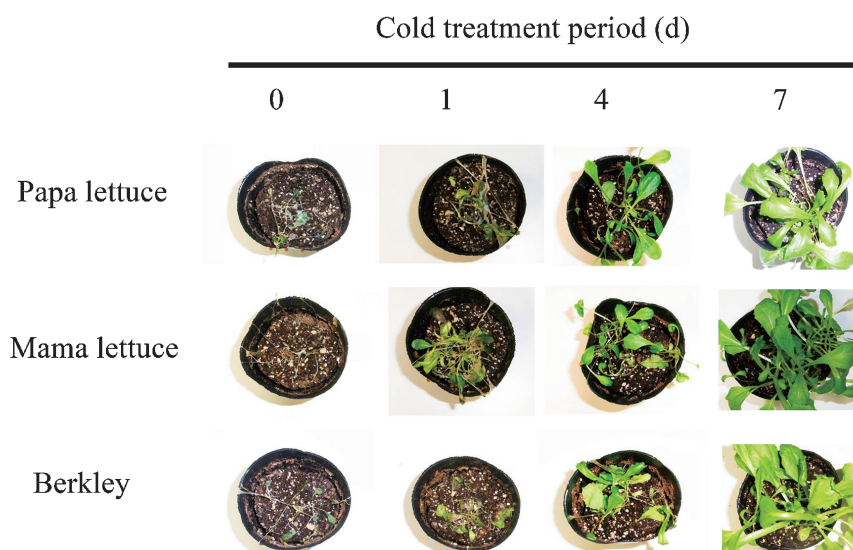 Cold treatment period (d)
0 1 4 7
Papa lettuce
Mama lettuce
Berkley